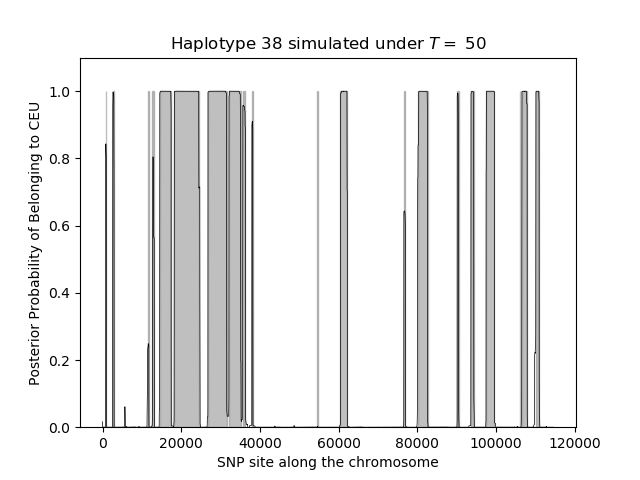 Haplotype 38 simulated under T = 50
Posterior Probability of Belonging to CEU
1.0
0.8
0.6
0.4
0.2
0.0
0 20000 40000 60000 80000 100000 120000
SNP site along the chromosome